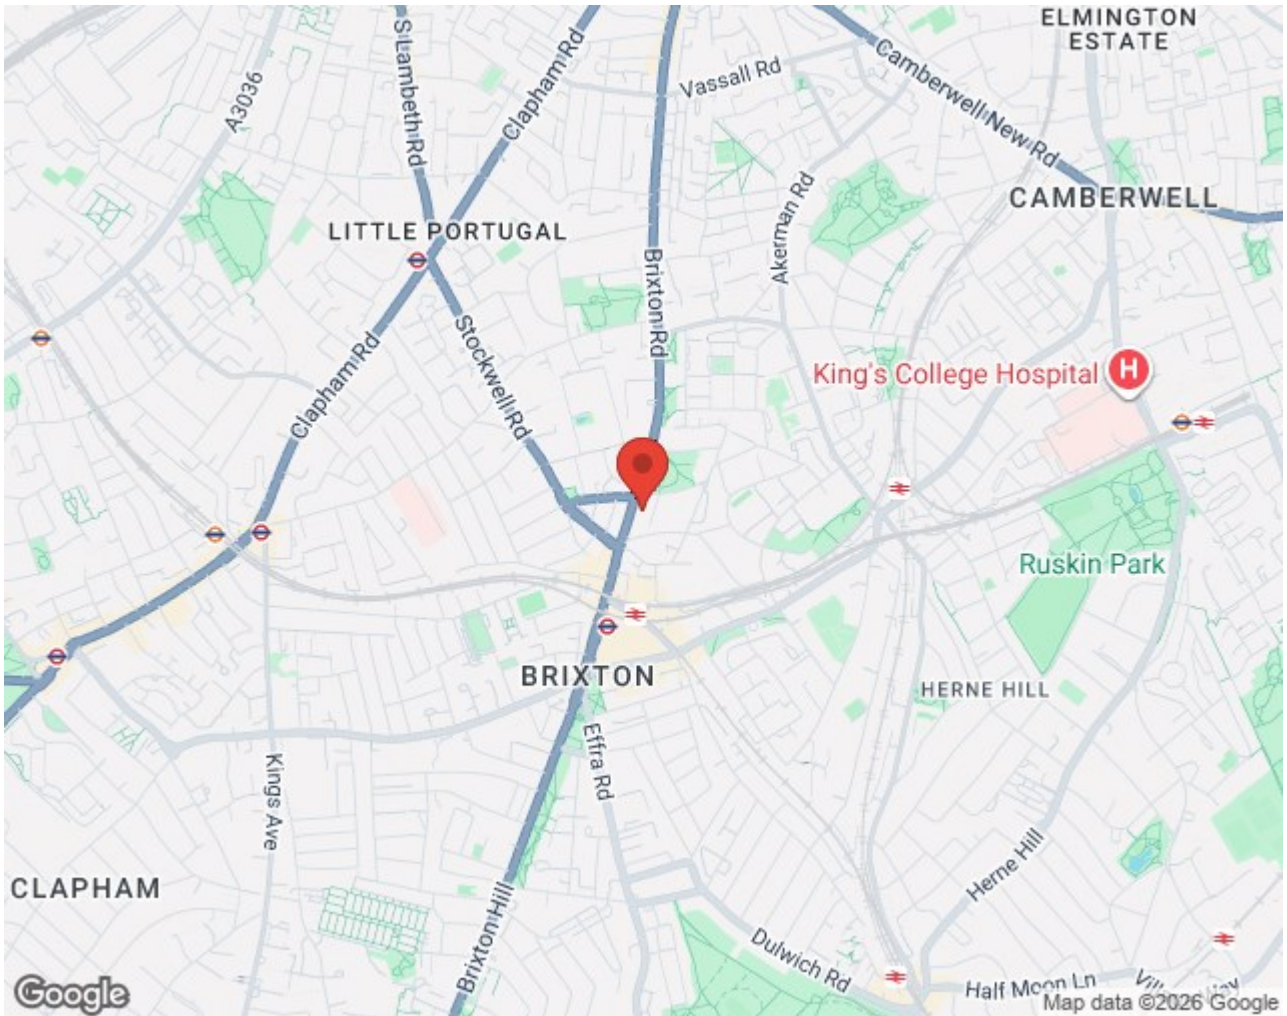 ELMINGTON
ESTATE
S Lambeth Rd
Clapham Rd
A3036
Vassall Rd
Camberwell New Rd
CAMBERWELL
LITTLE PORTUGAL
Akerman Rd
Brixton Rd
Stockwell Rd
Clapham Rd
King's College Hospital
H
Ruskin Park
BRIXTON
HERNE HILL
Effra Rd
Kings Ave
Herne Hill
CLAPHAM
Brixton Hill
Dulwich Rd
Half Moon Ln
Google
Map data ©2026 Google